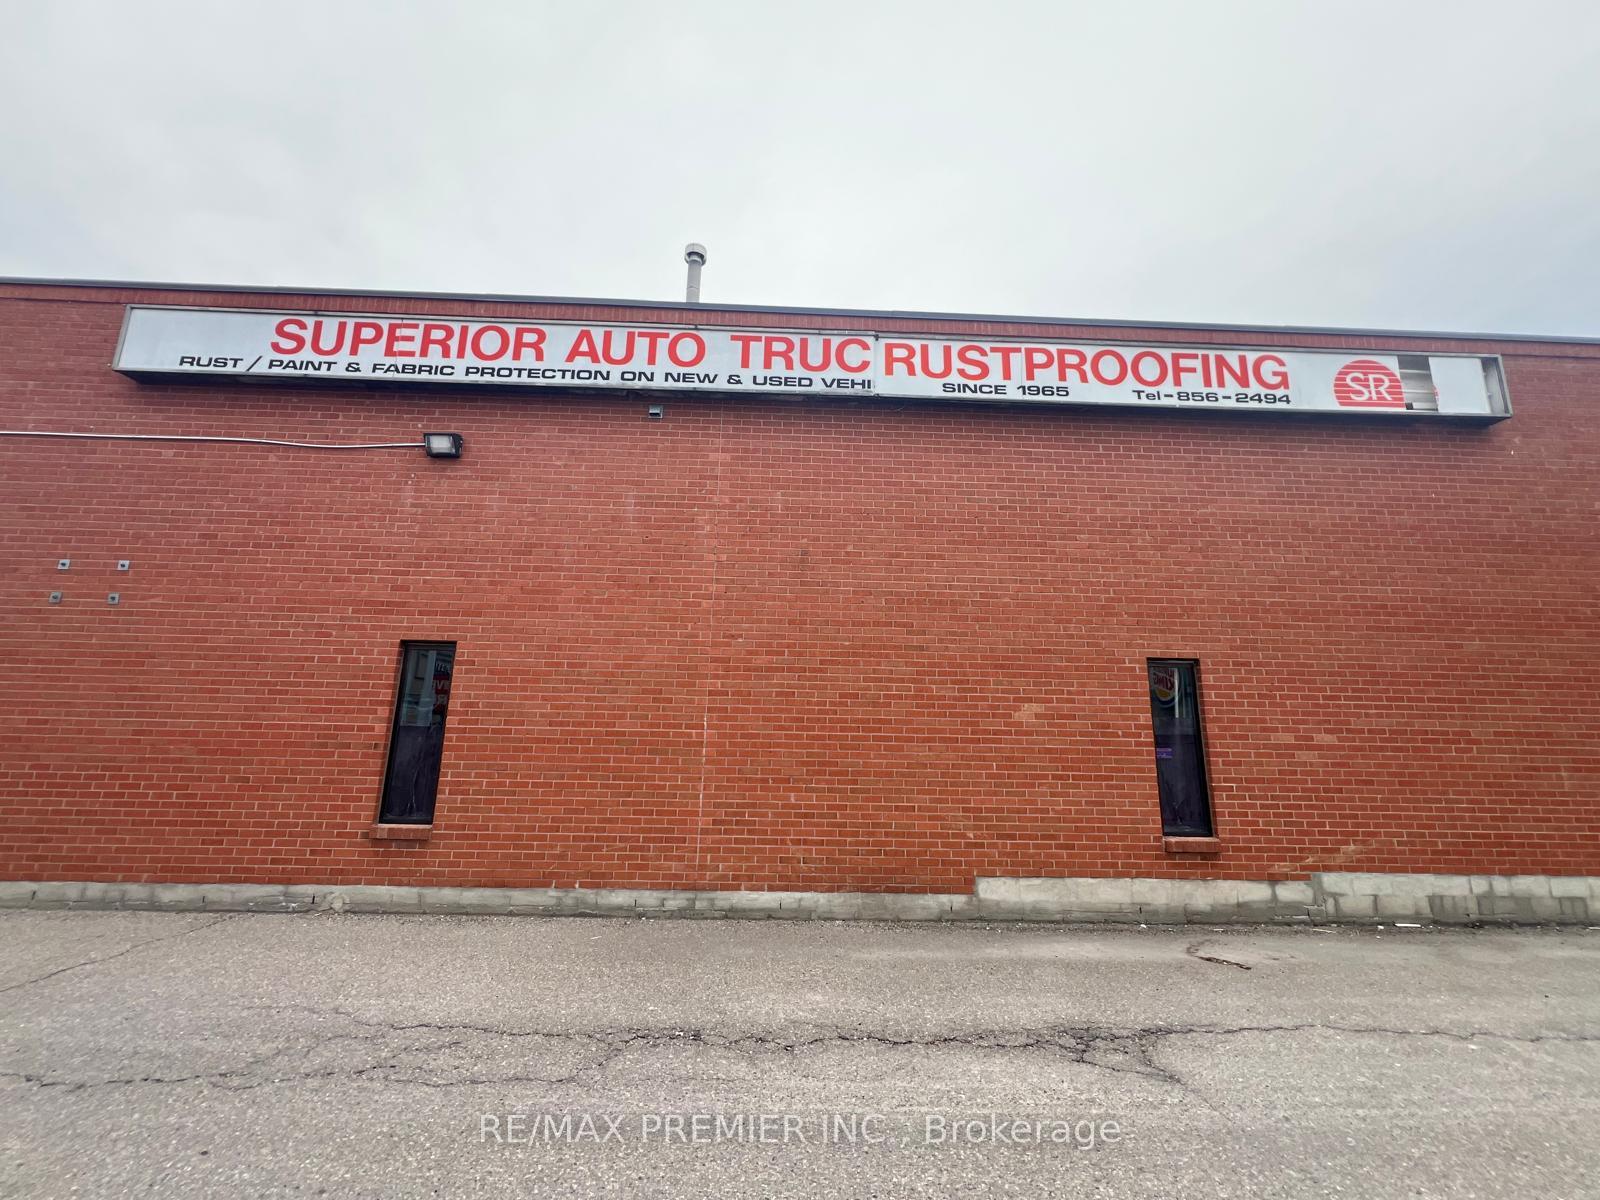 SUPERIOR AUTO TRUC RUSTPROOFING
RUST / PAINT & FABRIC PROTECTION ON NEW & USED VEHI SINCE 1965 Tel-856-2494
SR
RE/MAX PREMIER INC., Brokerage